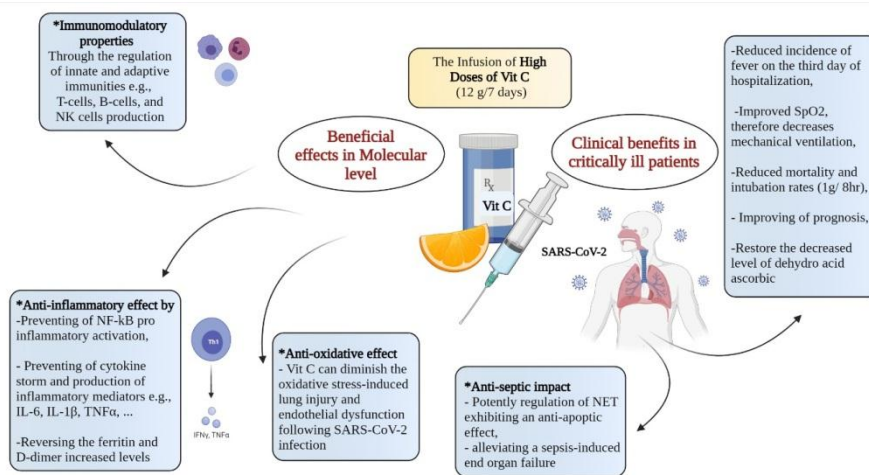 *Immunomodulatory
properties
Through the regulation
of innate and adaptive
immunities e.g.,
T-cells, B-cells, and
NK cells production
The Infusion of High
Doses of Vit C
(12 g/7 days)
Beneficial
effects in Molecular
level
Clinical benefits in
critically ill patients
-Reduced incidence of
fever on the third day of
hospitalization,
-Improved SpO2,
therefore decreases
mechanical ventilation,
-Reduced mortality and
intubation rates (1g/ 8hr),
- Improving of prognosis,
-Restore the decreased
level of dehydro acid
ascorbic
Rx
Vit C
SARS-CoV-2
*Anti-inflammatory effect by
-Preventing of NF-kB pro
inflammatory activation,
- Preventing of cytokine
storm and production of
inflammatory mediators e.g.,
IL-6, IL-1β, TNFα, ...
-Reversing the ferritin and
D-dimer increased levels
Th1
IFNγ, TNFα
*Anti-oxidative effect
- Vit C can diminish the
oxidative stress-induced
lung injury and
endothelial dysfunction
following SARS-CoV-2
infection
*Anti-septic impact
- Potently regulation of NET
exhibiting an anti-apoptic
effect,
- alleviating a sepsis-induced
end organ failure